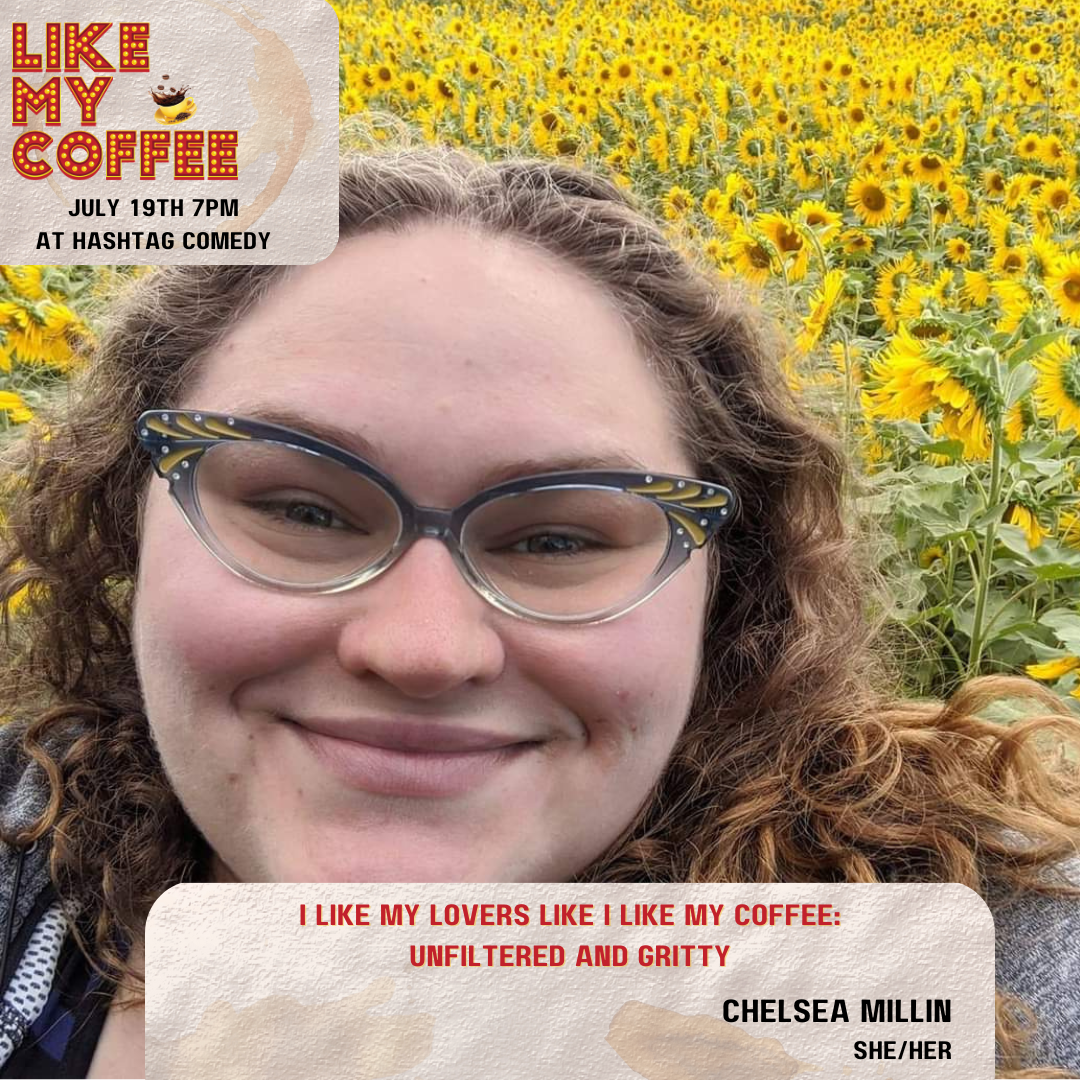 LIKE
MY
COFFEE
JULY 19TH 7PM
AT HASHTAG COMEDY
I LIKE MY LOVERS LIKE I LIKE MY COFFEE:
UNFILTERED AND GRITTY
CHELSEA MILLIN
SHE/HER